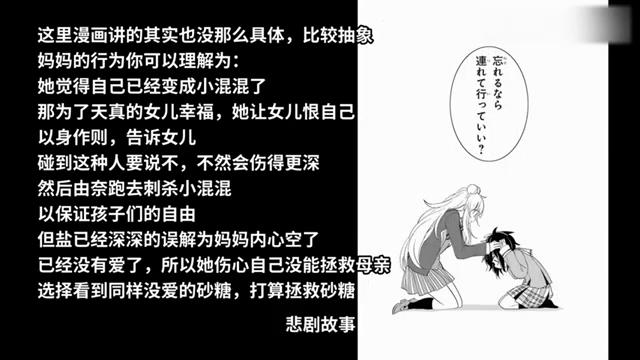 这里漫画讲的其实也没那么具体，比较抽象
妈妈的行为你可以理解为：
她觉得自己已经变成小混混了
那为了天真的女儿幸福，她让女儿恨自己
以身作则，告诉女儿
碰到这种人要说不，不然会伤得更深
然后由奈跑去刺杀小混混
以保证孩子们的自由
但盐已经深深的误解为妈妈内心空了
已经没有爱了，所以她伤心自己没能拯救母亲
选择看到同样没爱的砂糖，打算拯救砂糖
悲剧故事
忘れるなら
連れて行っていい？